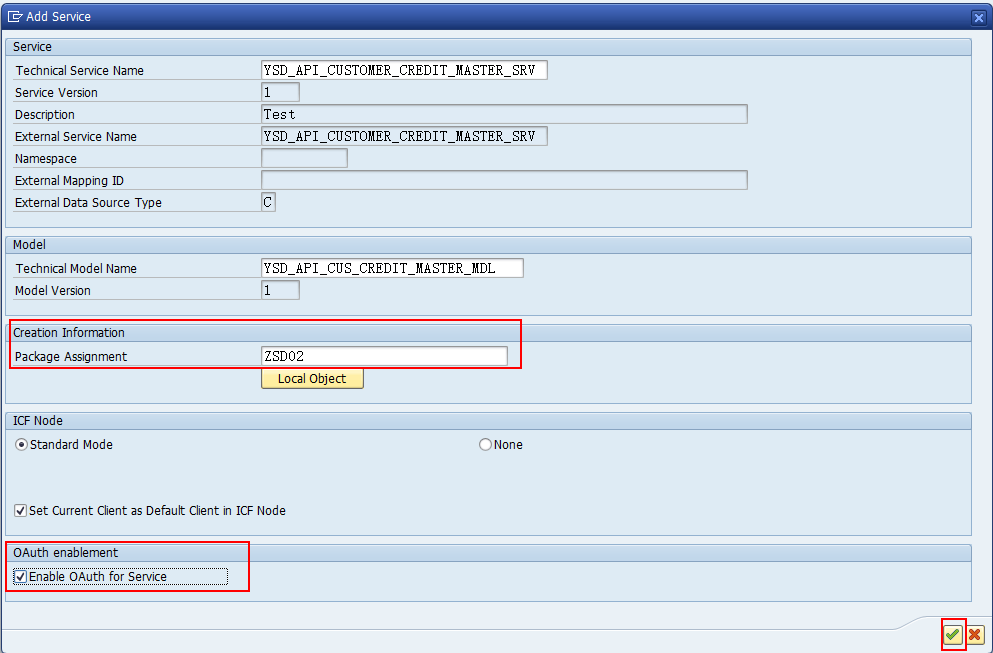 Add Service
Service
Technical Service Name YSD_API_CUSTOMER_CREDIT_MASTER_SRV
Service Version 1
Description Test
External Service Name YSD_API_CUSTOMER_CREDIT_MASTER_SRV
Namespace
External Mapping ID
External Data Source Type C
Model
Technical Model Name YSD_API_CUS_CREDIT_MASTER_MDL
Model Version 1
Creation Information
Package Assignment ZSD02
Local Object
ICF Node
Standard Mode None
Set Current Client as Default Client in ICF Node
OAuth enablement
Enable OAuth for Service